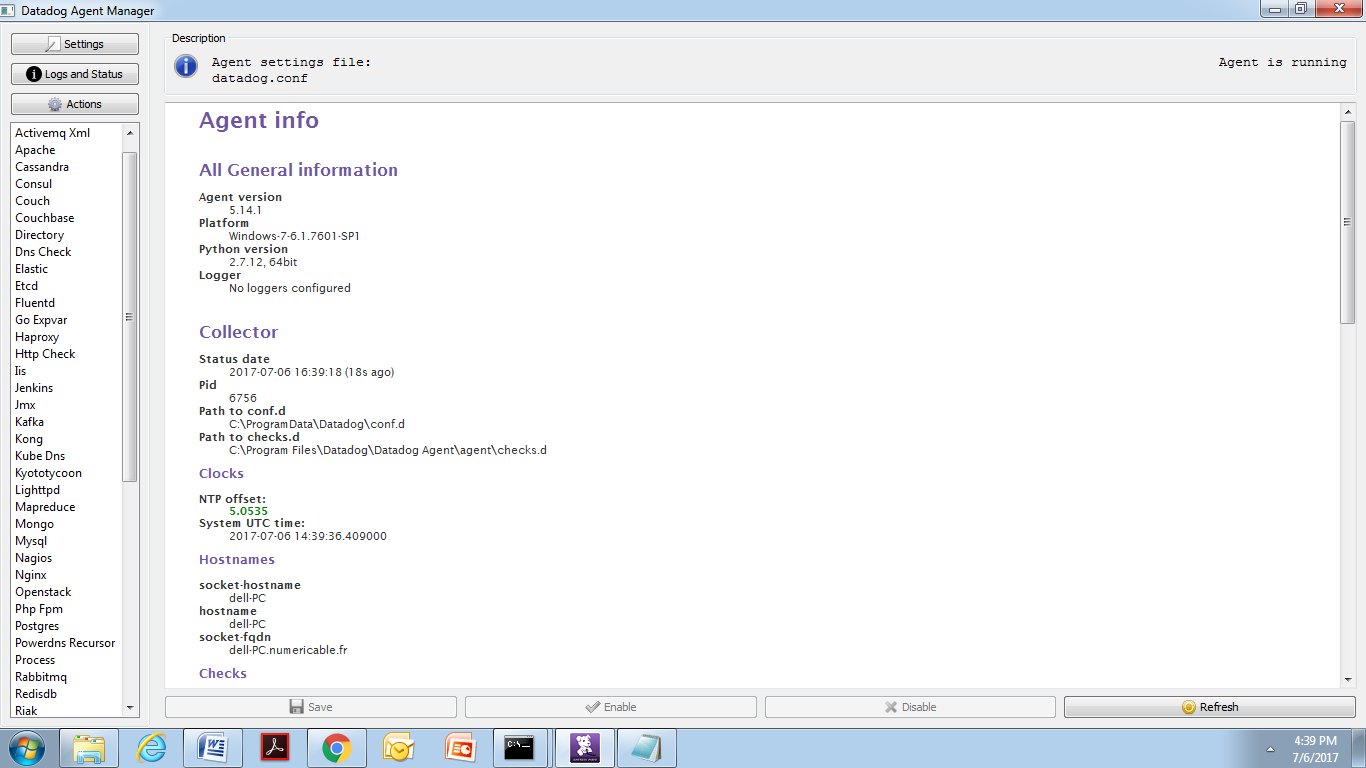 Datadog Agent Manager
Settings
Logs and Status
Actions
Activemq Xml
Apache
Cassandra
Consul
Couch
Couchbase
Directory
Dns Check
Elastic
Etcd
Fluentd
Go Expvar
Haproxy
Http Check
Iis
Jenkins
Jmx
Kafka
Kong
Kube Dns
Kyototycoon
Lighttpd
Mapreduce
Mongo
Mysql
Nagios
Nginx
Openstack
Php Fpm
Postgres
Powerdns Recursor
Process
Rabbitmq
Redisdb
Riak
Description
Agent settings file:
datadog.conf
Agent is running
Agent info
All General information
Agent version
5.14.1
Platform
Windows-7-6.1.7601-SP1
Python version
2.7.12, 64bit
Logger
No loggers configured
Collector
Status date
2017-07-06 16:39:18 (18s ago)
Pid
6756
Path to conf.d
C:\ProgramData\Datadog\conf.d
Path to checks.d
C:\Program Files\Datadog\Datadog Agent\agent\checks.d
Clocks
NTP offset:
5.0535
System UTC time:
2017-07-06 14:39:36.409000
Hostnames
socket-hostname
dell-PC
hostname
dell-PC
socket-fqdn
dell-PC.numericable.fr
Checks
Save
Enable
Disable
Refresh
4:39 PM
7/6/2017